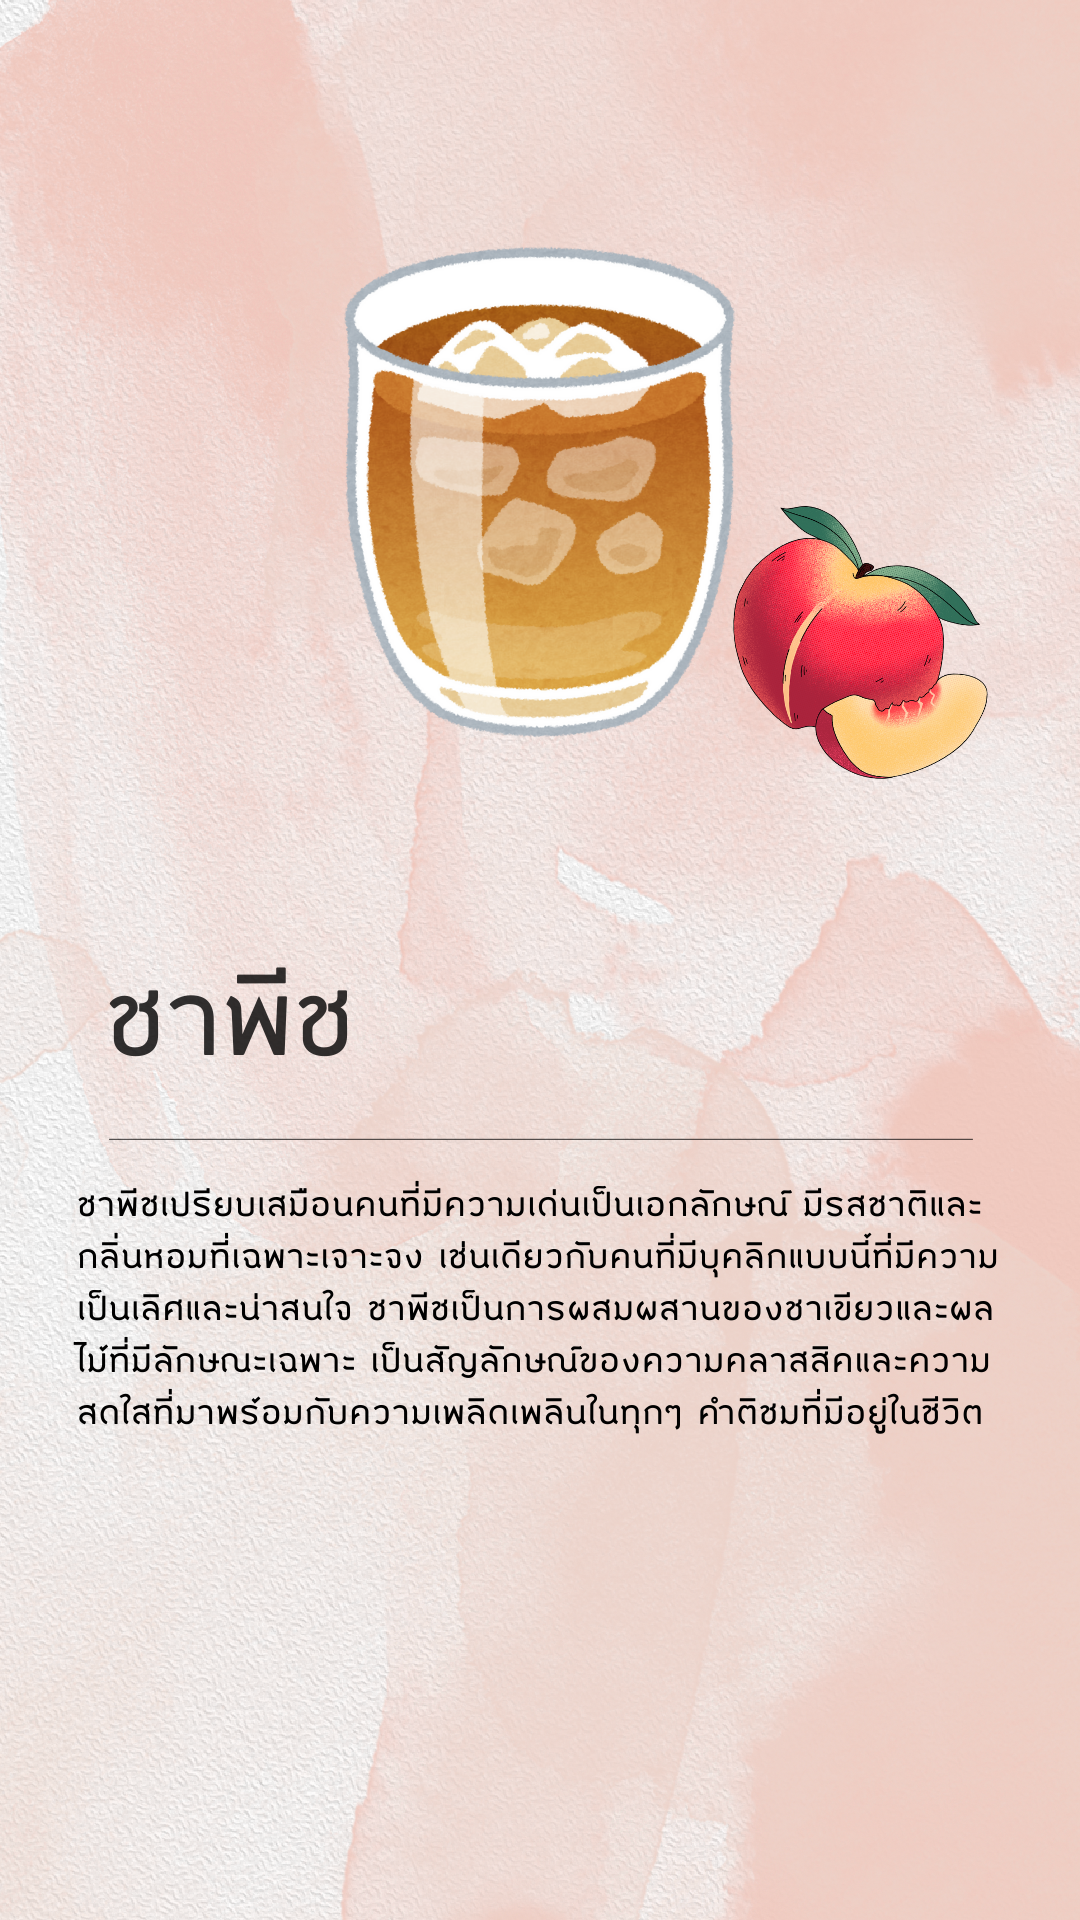 ชาพีช
ชาพีชเปรียบเสมือนคนที่มีความเด่นเป็นเอกลักษณ์ มีรสชาติและ
กลิ่นหอมที่เฉพาะเจาะจง เช่นเดียวกับคนที่มีบุคลิกแบบนี้ที่มีความ
เป็นเลิศและน่าสนใจ ชาพีชเป็นการผสมผสานของชาเขียวและผล
ไม้ที่มีลักษณะเฉพาะ เป็นสัญลักษณ์ของความคลาสสิคและความ
สดใสที่มาพร้อมกับความเพลิดเพลินในทุกๆ คำติชมที่มีอยู่ในชีวิต